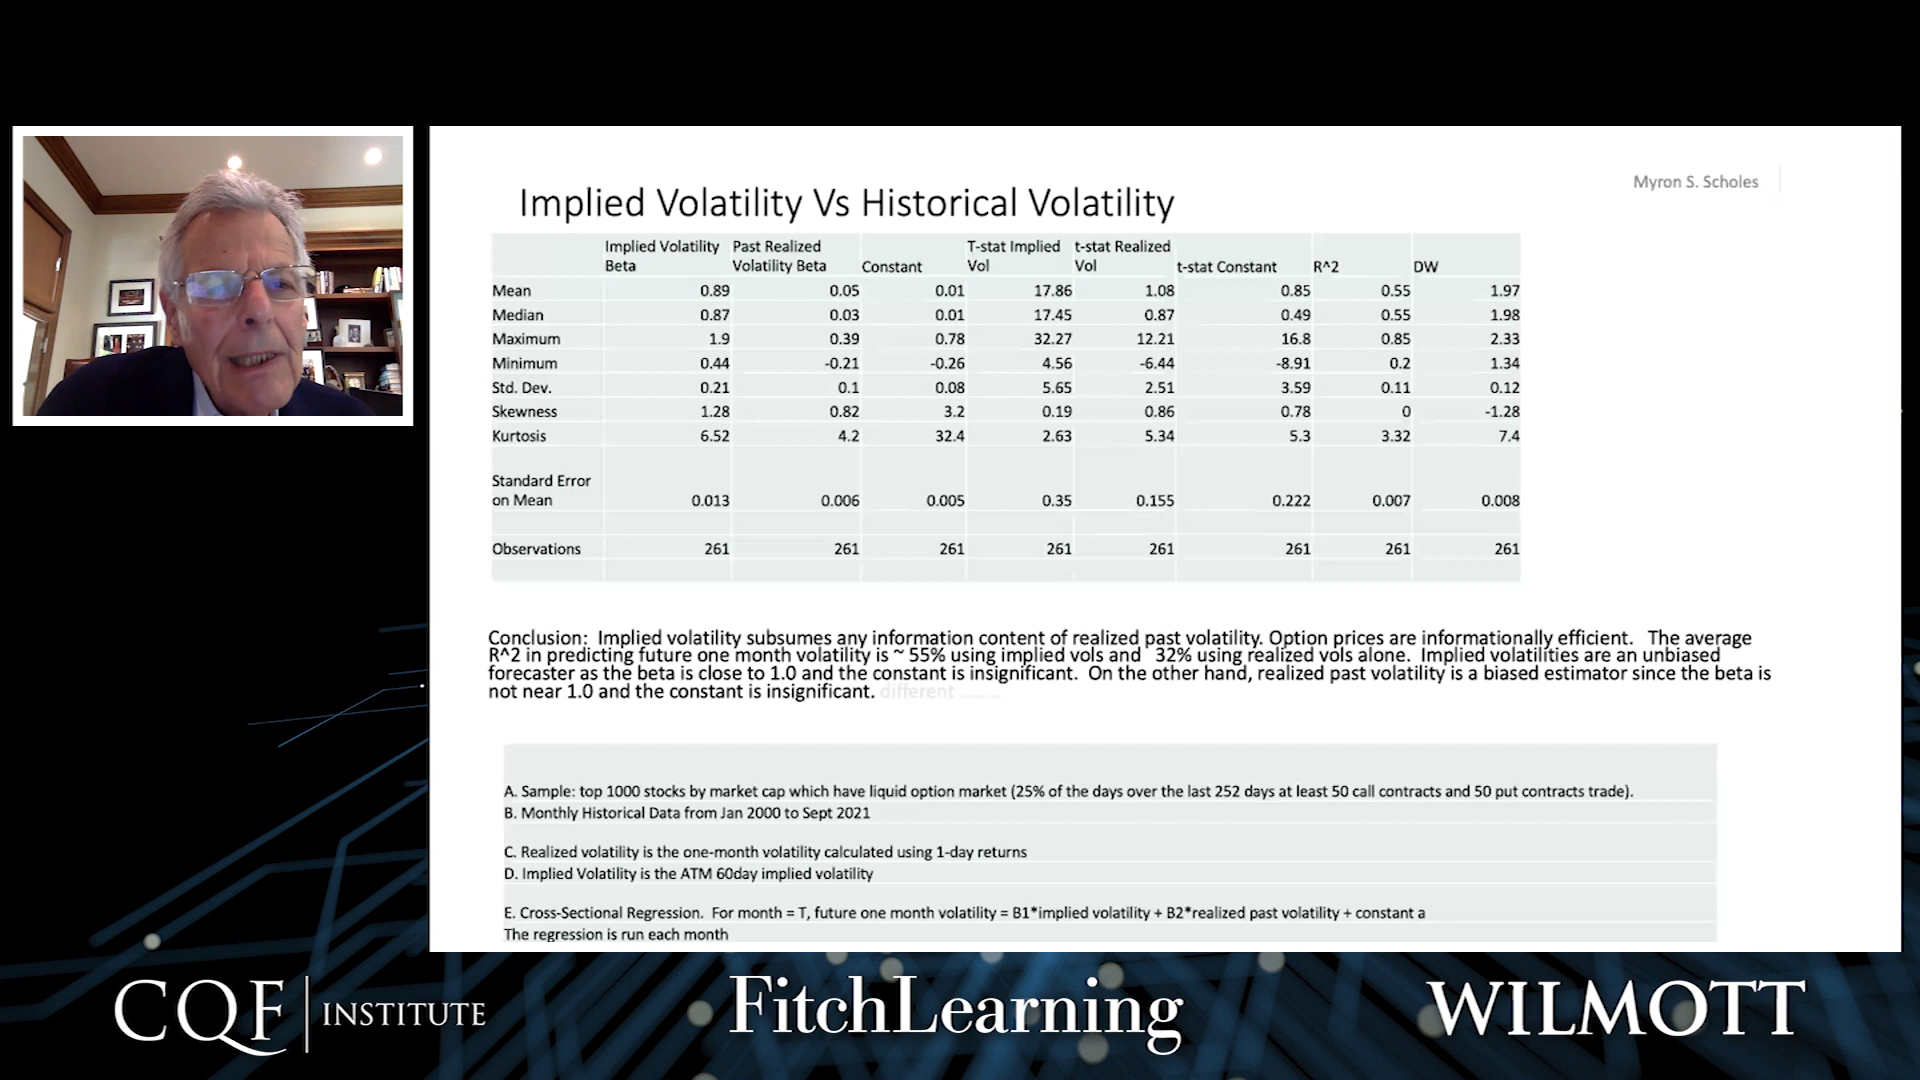 Myron S. Scholes
Implied Volatility Vs Historical Volatility
Implied Volatility Beta Past Realized Volatility Beta Constant T-stat Implied Vol t-stat Realized Vol t-stat Constant R^2 DW
Mean 0.89 0.05 0.01 17.86 1.08 0.85 0.55 1.97
Median 0.87 0.03 0.01 17.45 0.87 0.49 0.55 1.98
Maximum 1.9 0.39 0.78 32.27 12.21 16.8 0.85 2.33
Minimum 0.44 -0.21 -0.26 4.56 -6.44 -8.91 0.2 1.34
Std. Dev. 0.21 0.1 0.08 5.65 2.51 3.59 0.11 0.12
Skewness 1.28 0.82 3.2 0.19 0.86 0.78 0 -1.28
Kurtosis 6.52 4.2 32.4 2.63 5.34 5.3 3.32 7.4
Standard Error
on Mean 0.013 0.006 0.005 0.35 0.155 0.222 0.007 0.008
Observations 261 261 261 261 261 261 261 261
Conclusion: Implied volatility subsumes any information content of realized past volatility. Option prices are informationally efficient. The average
R^2 in predicting future one month volatility is ~ 55% using implied vols and 32% using realized vols alone. Implied volatilities are an unbiased
forecaster as the beta is close to 1.0 and the constant is insignificant. On the other hand, realized past volatility is a biased estimator since the beta is
not near 1.0 and the constant is insignificant. different
A. Sample: top 1000 stocks by market cap which have liquid option market (25% of the days over the last 252 days at least 50 call contracts and 50 put contracts trade).
B. Monthly Historical Data from Jan 2000 to Sept 2021
C. Realized volatility is the one-month volatility calculated using 1-day returns
D. Implied Volatility is the ATM 60day implied volatility
E. Cross-Sectional Regression. For month = T, future one month volatility = B1*implied volatility + B2*realized past volatility + constant a
The regression is run each month
CQF INSTITUTE
FitchLearning
WILMOTT